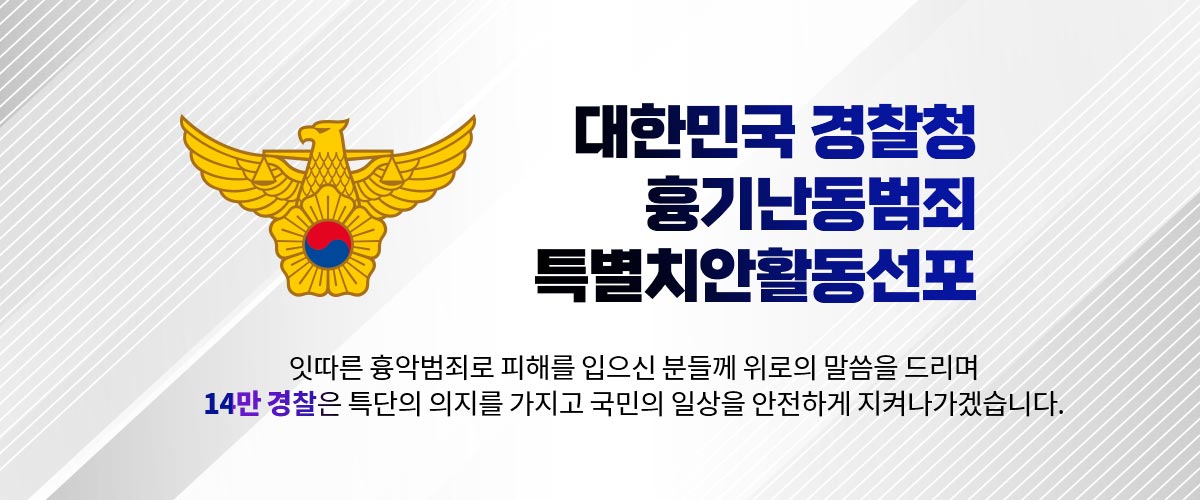 대한민국 경찰청
흉기난동범죄
특별치안활동선포
잇따른 흉악범죄로 피해를 입으신 분들께 위로의 말씀을 드리며
14만 경찰은 특단의 의지를 가지고 국민의 일상을 안전하게 지켜나가겠습니다.